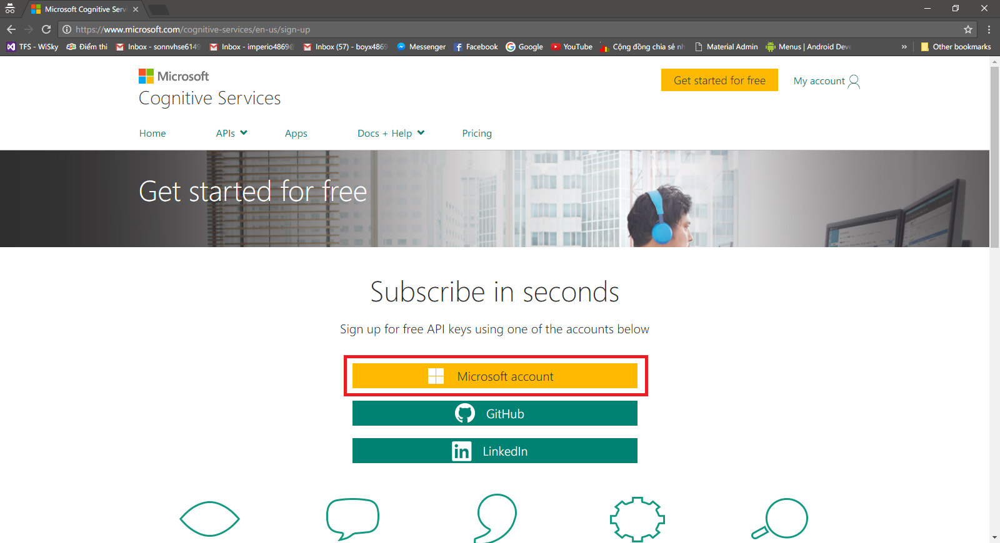 Microsoft Cognitive Serv
https://www.microsoft.com/cognitive-services/en-us/sign-up
TFS - WiSky Điểm thi Inbox - sonnvhse6149 Inbox - imperio4869@ Inbox (57) - boyx4869 Messenger Facebook Google YouTube Cộng đồng chia sẻ nh Material Admin Menus | Android Deve » Other bookmarks
Microsoft
Cognitive Services
Get started for free My account
Home APIs Apps Docs + Help Pricing
Get started for free
Subscribe in seconds
Sign up for free API keys using one of the accounts below
Microsoft account
GitHub
LinkedIn